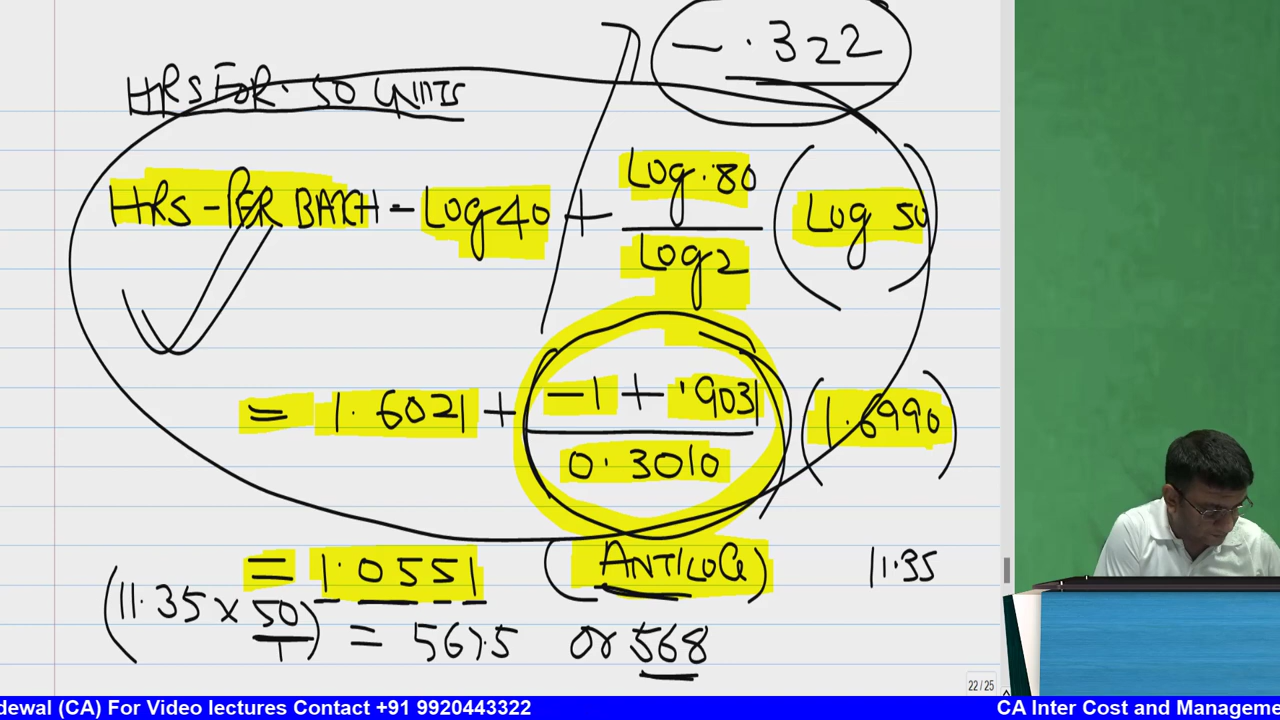 - .322
HRS FOR 50 UNITS
HRS - PER BATCH - Log 40 + Log .80 / Log 2 (Log 50)
= 1.6021 + -1 + .9031 / 0.3010 (1.6990)
= 1.0551 (ANTILOG) 11.35
(11.35 x 50 / 1) = 567.5 or 568
22 / 25
dewal (CA) For Video lectures Contact +91 9920443322
CA Inter Cost and Manageme